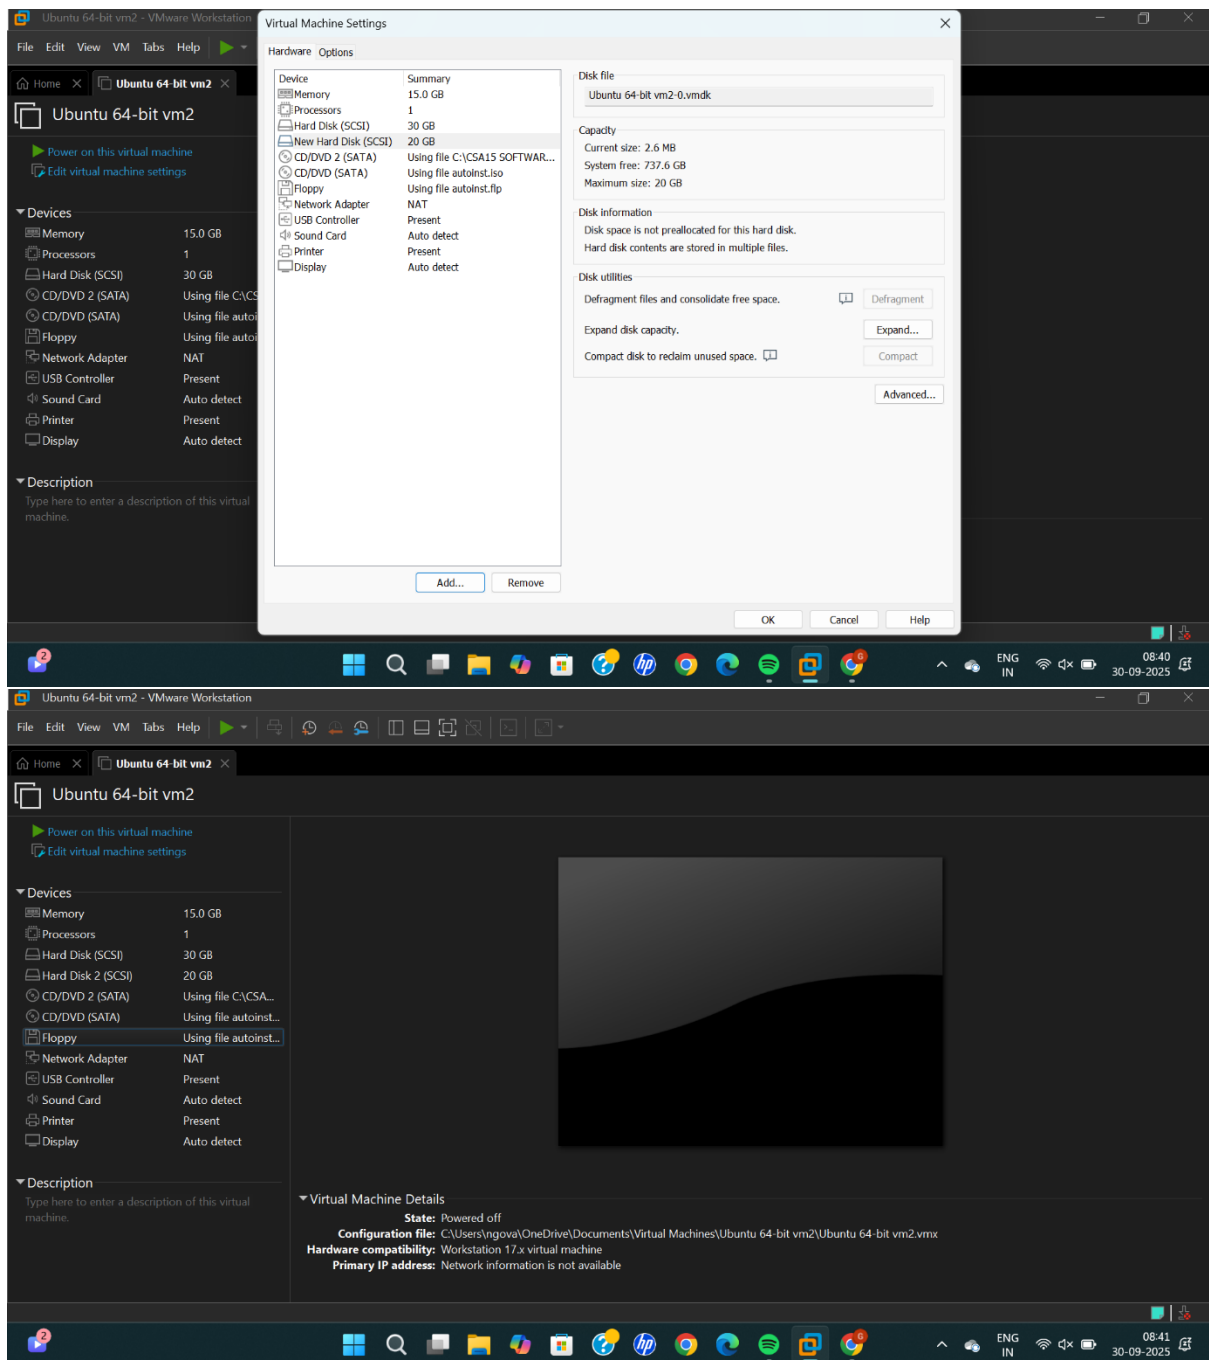 Ubuntu 64-bit vm2 - VMware Workstation
File Edit View VM Tabs Help
Home
Ubuntu 64-bit vm2
Ubuntu 64-bit vm2
Power on this virtual machine
Edit virtual machine settings
Devices
Memory 15.0 GB
Processors 1
Hard Disk (SCSI) 30 GB
CD/DVD 2 (SATA) Using file C:\CS
CD/DVD (SATA) Using file autoi
Floppy Using file autoi
Network Adapter NAT
USB Controller Present
Sound Card Auto detect
Printer Present
Display Auto detect
Description
Type here to enter a description of this virtual
machine.
Virtual Machine Settings
Hardware Options
Device Summary
Memory 15.0 GB
Processors 1
Hard Disk (SCSI) 30 GB
New Hard Disk (SCSI) 20 GB
CD/DVD 2 (SATA) Using file C:\CSA15 SOFTWAR...
CD/DVD (SATA) Using file autoinst.iso
Floppy Using file autoinst.flp
Network Adapter NAT
USB Controller Present
Sound Card Auto detect
Printer Present
Display Auto detect
Add... Remove
Disk file
Ubuntu 64-bit vm2-0.vmdk
Capacity
Current size: 2.6 MB
System free: 737.6 GB
Maximum size: 20 GB
Disk information
Disk space is not preallocated for this hard disk.
Hard disk contents are stored in multiple files.
Disk utilities
Defragment files and consolidate free space. Defragment
Expand disk capacity. Expand...
Compact disk to reclaim unused space. Compact
Advanced...
OK Cancel Help
2
hp
G
ENG
IN
08:40
30-09-2025
Ubuntu 64-bit vm2 - VMware Workstation
File Edit View VM Tabs Help
Home
Ubuntu 64-bit vm2
Ubuntu 64-bit vm2
Power on this virtual machine
Edit virtual machine settings
Devices
Memory 15.0 GB
Processors 1
Hard Disk (SCSI) 30 GB
Hard Disk 2 (SCSI) 20 GB
CD/DVD 2 (SATA) Using file C:\CSA...
CD/DVD (SATA) Using file autoinst...
Floppy Using file autoinst...
Network Adapter NAT
USB Controller Present
Sound Card Auto detect
Printer Present
Display Auto detect
Description
Type here to enter a description of this virtual
machine.
Virtual Machine Details
State: Powered off
Configuration file: C:\Users\ngova\OneDrive\Documents\Virtual Machines\Ubuntu 64-bit vm2\Ubuntu 64-bit vm2.vmx
Hardware compatibility: Workstation 17.x virtual machine
Primary IP address: Network information is not available
2
hp
G
ENG
IN
08:41
30-09-2025